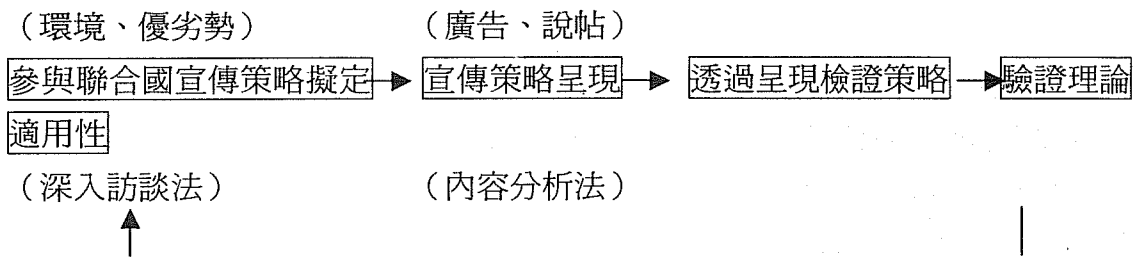 （環境、優劣勢） （廣告、說帖）
參與聯合國宣傳策略擬定 宣傳策略呈現 透過呈現檢證策略 驗證理論
適用性
（深入訪談法） （內容分析法）